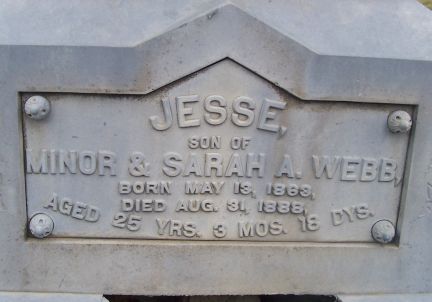 JESSE,
SON OF
MINOR & SARAH A. WEBB,
BORN MAY 13, 1863,
DIED AUG. 31, 1888,
AGED 25 YRS. 3 MOS. 18 DYS.